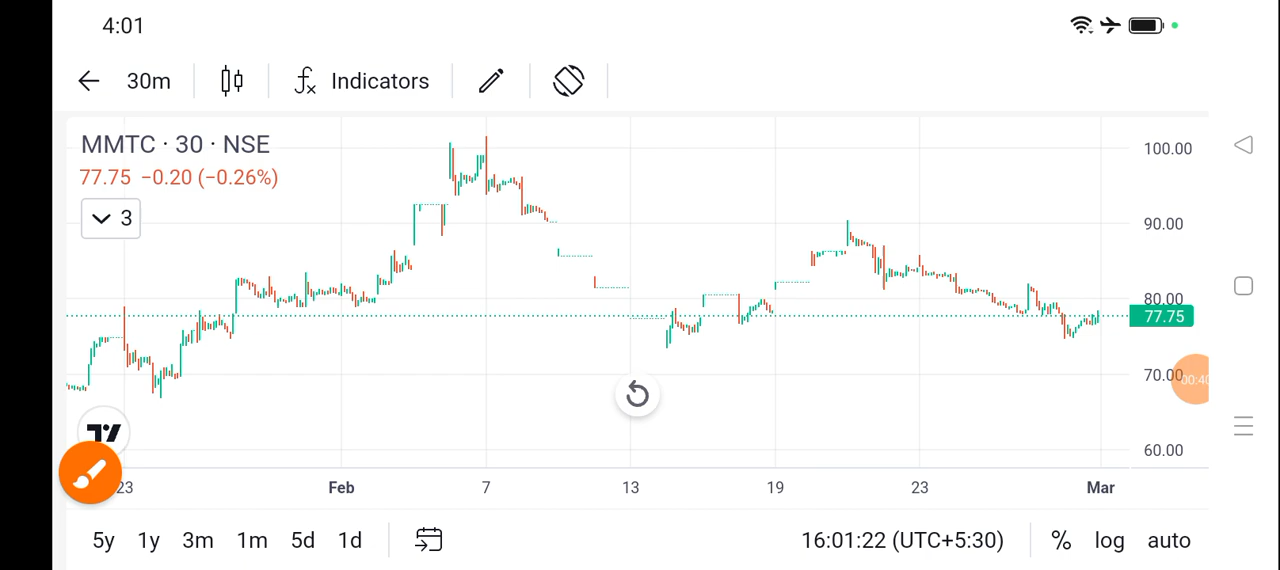 4:01
30m Indicators
MMTC · 30 · NSE
77.75 −0.20 (−0.26%)
3
100.00
90.00
80.00
77.75
70.00
00:40
60.00
23 Feb 7 13 19 23 Mar
5y 1y 3m 1m 5d 1d 16:01:22 (UTC+5:30) % log auto